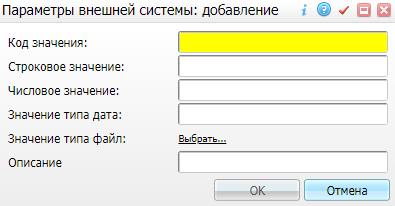 Параметры внешней системы: добавление
Код значения:
Строковое значение:
Числовое значение:
Значение типа дата:
Значение типа файл: Выбрать...
Описание
OK Отмена